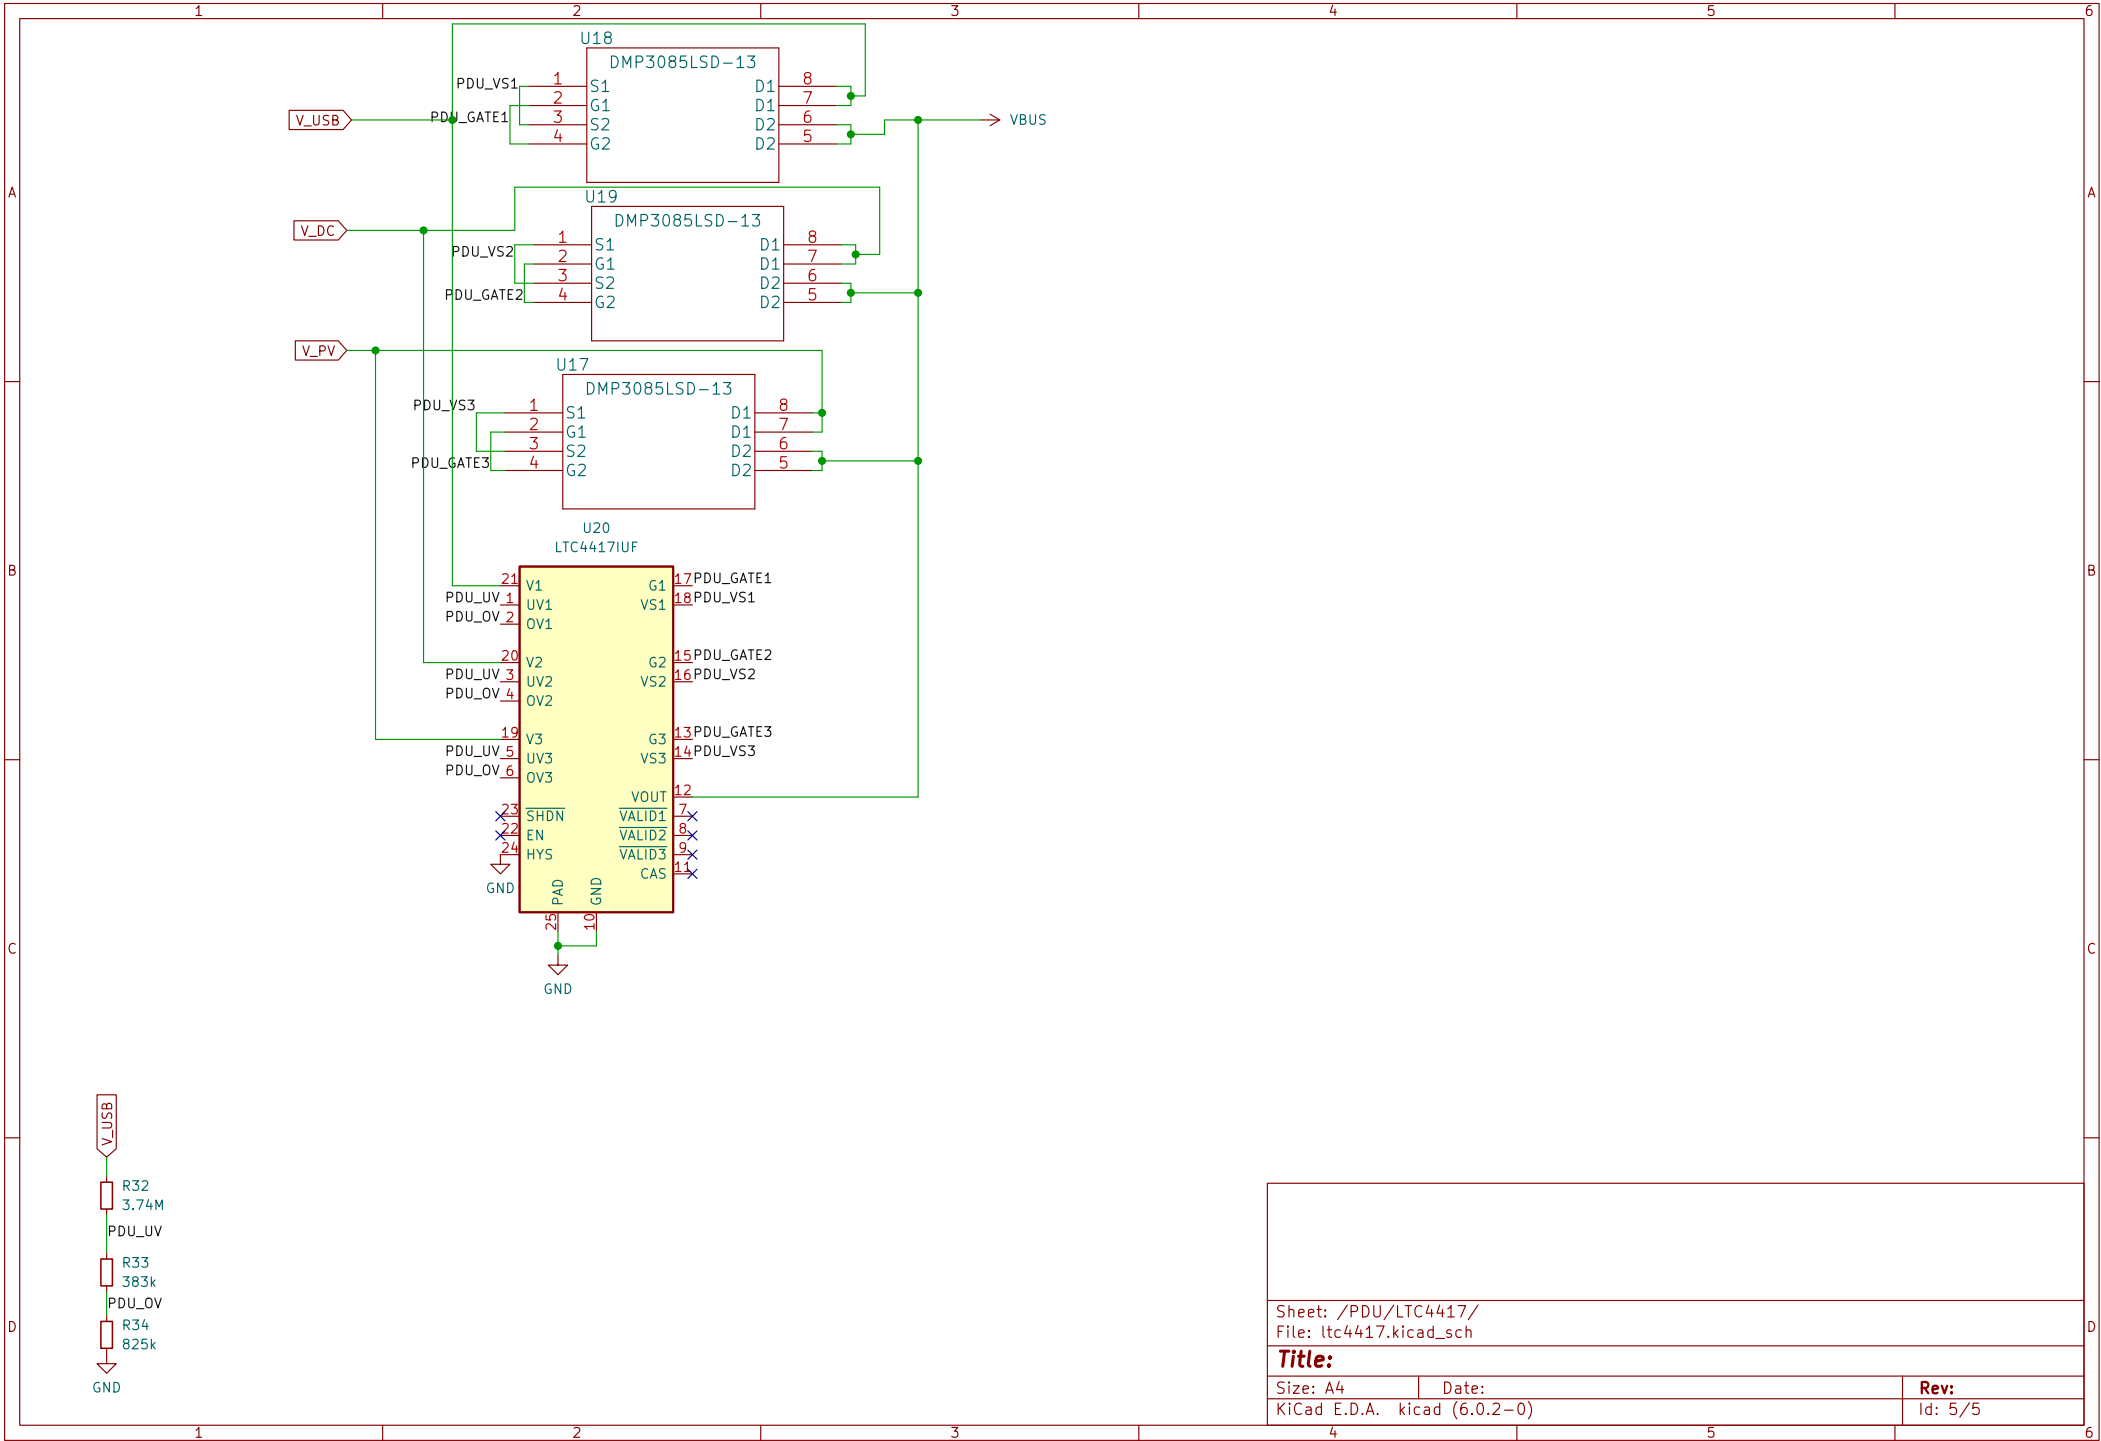 1 2 3 4 5 6
U18
DMP3085LSD-13
PDU_VS1 1 S1 D1 8
2 G1 D1 7
V_USB PDU_GATE1 3 S2 D2 6 VBUS
4 G2 D2 5
A A
U19
DMP3085LSD-13
V_DC
1 S1 D1 8
PDU_VS2 2 G1 D1 7
3 S2 D2 6
PDU_GATE2 4 G2 D2 5
V_PV
U17
DMP3085LSD-13
PDU_VS3 1 S1 D1 8
2 G1 D1 7
3 S2 D2 6
PDU_GATE3 4 G2 D2 5
U20
LTC4417IUF
B B
21 V1 G1 17 PDU_GATE1
PDU_UV 1 UV1 VS1 18 PDU_VS1
PDU_OV 2 OV1
20 V2 G2 15 PDU_GATE2
PDU_UV 3 UV2 VS2 16 PDU_VS2
PDU_OV 4 OV2
19 V3 G3 13 PDU_GATE3
PDU_UV 5 UV3 VS3 14 PDU_VS3
PDU_OV 6 OV3
VOUT 12
23 SHDN VALID1 7
22 EN VALID2 8
24 HYS VALID3 9
CAS 11
GND
PAD GND
25 10
C C
GND
V_USB
R32
3.74M
PDU_UV
R33
383k
PDU_OV
R34
825k
GND
D D
Sheet: /PDU/LTC4417/
File: ltc4417.kicad_sch
Title:
Size: A4 Date: Rev:
KiCad E.D.A. kicad (6.0.2-0) Id: 5/5
1 2 3 4 5 6